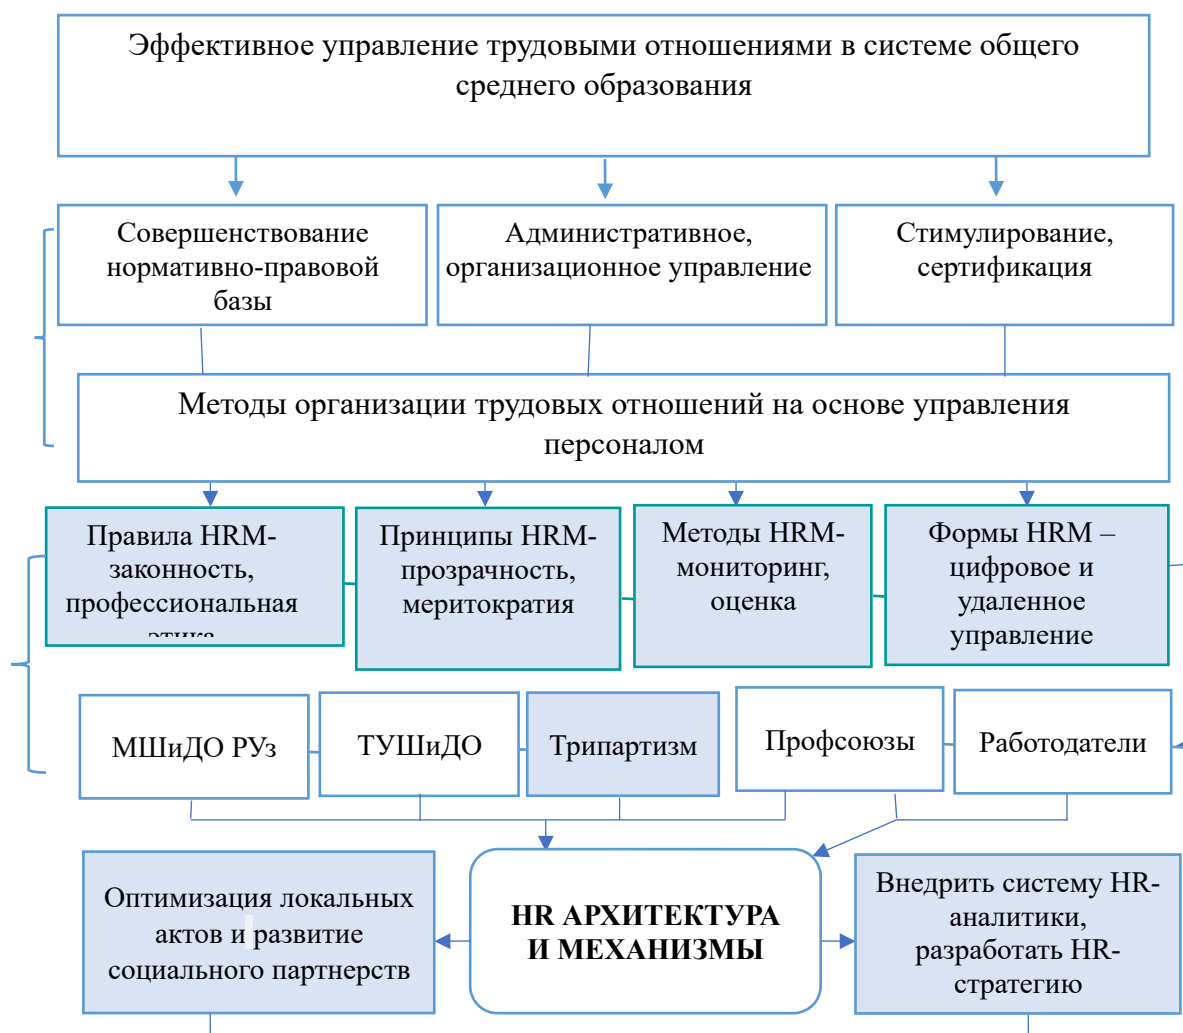 Эффективное управление трудовыми отношениями в системе общего
среднего образования
Совершенствование
нормативно-правовой
базы
Административное,
организационное управление
Стимулирование,
сертификация
Методы организации трудовых отношений на основе управления
персоналом
Правила HRM-
законность,
профессиональная
этика
Принципы HRM-
прозрачность,
меритократия
Методы HRM-
мониторинг,
оценка
Формы HRM –
цифровое и
удаленное
управление
МШиДО РУз
ТУШиДО
Трипартизм
Профсоюзы
Работодатели
Оптимизация локальных
актов и развитие
социального партнерств
HR АРХИТЕКТУРА
И МЕХАНИЗМЫ
Внедрить систему HR-
аналитики,
разработать HR-
стратегию